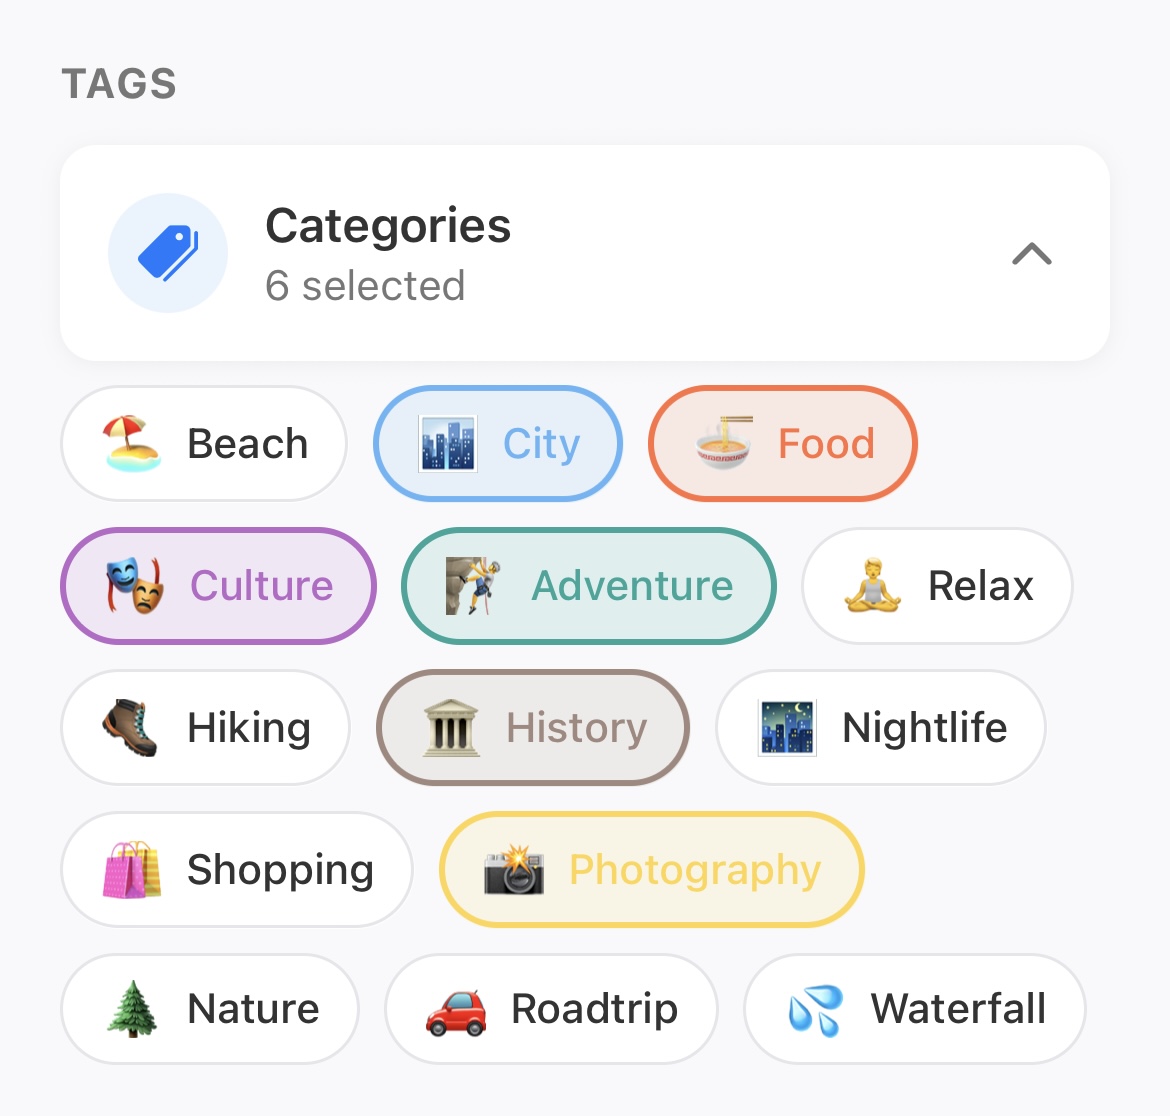 TAGS
Categories
6 selected
Beach
City
Food
Culture
Adventure
Relax
Hiking
History
Nightlife
Shopping
Photography
Nature
Roadtrip
Waterfall